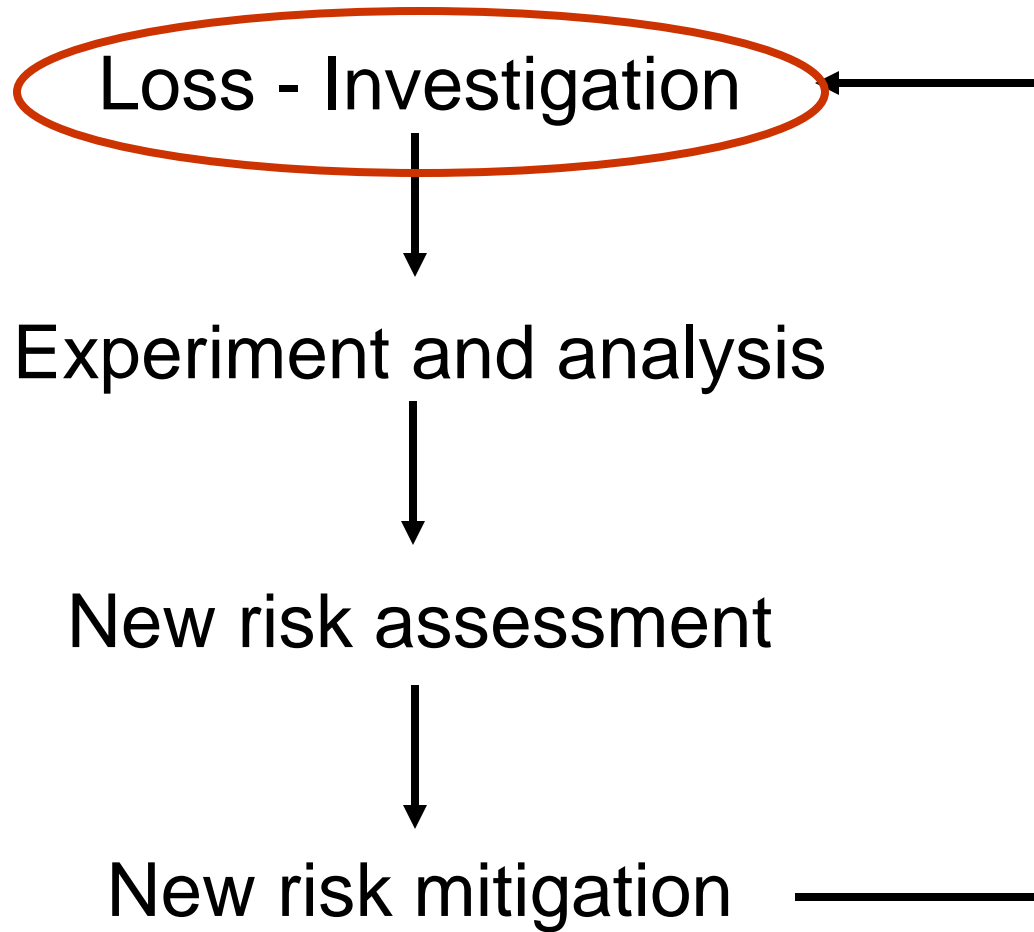 Loss - Investigation
Experiment and analysis
New risk assessment
New risk mitigation